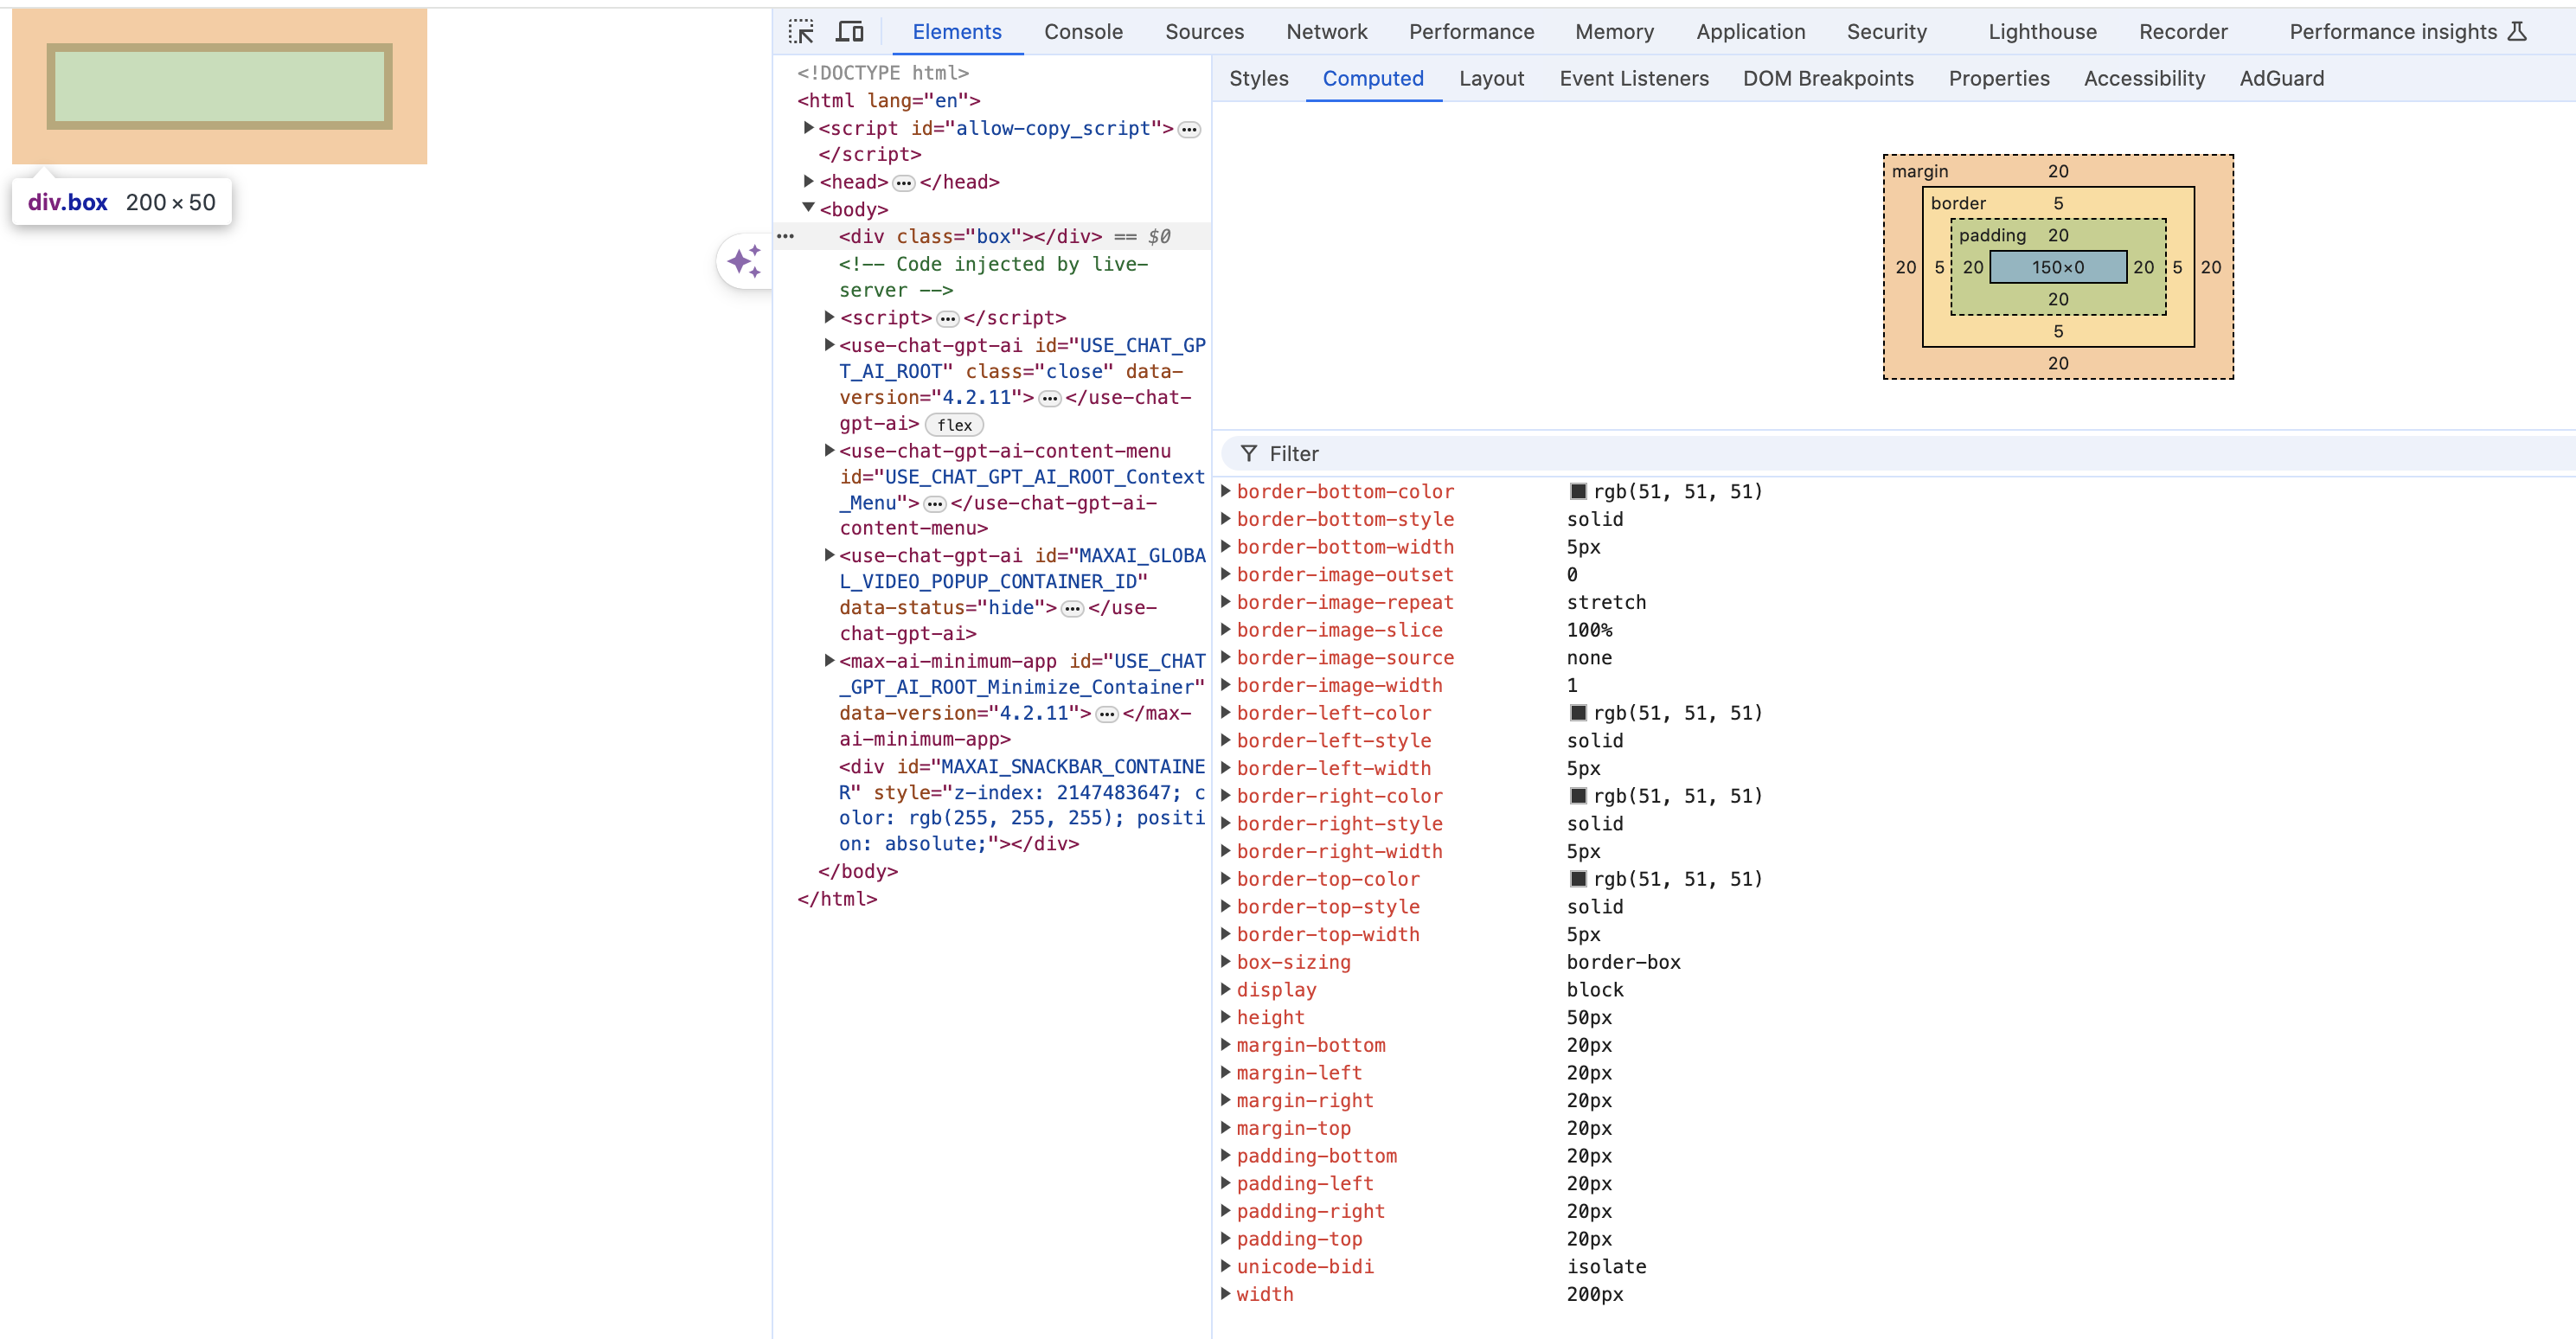 div.box 200 × 50
Elements Console Sources Network Performance Memory Application Security Lighthouse Recorder Performance insights
<!DOCTYPE html>
<html lang="en">
<script id="allow-copy_script"> …
</script>
<head> … </head>
<body>
… <div class="box"></div> == $0
<!-- Code injected by live-
server -->
<script> … </script>
<use-chat-gpt-ai id="USE_CHAT_GP
T_AI_ROOT" class="close" data-
version="4.2.11"> … </use-chat-
gpt-ai> flex
<use-chat-gpt-ai-content-menu
id="USE_CHAT_GPT_AI_ROOT_Context
_Menu"> … </use-chat-gpt-ai-
content-menu>
<use-chat-gpt-ai id="MAXAI_GLOBA
L_VIDEO_POPUP_CONTAINER_ID"
data-status="hide"> … </use-
chat-gpt-ai>
<max-ai-minimum-app id="USE_CHAT
_GPT_AI_ROOT_Minimize_Container"
data-version="4.2.11"> … </max-
ai-minimum-app>
<div id="MAXAI_SNACKBAR_CONTAINE
R" style="z-index: 2147483647; c
olor: rgb(255, 255, 255); positi
on: absolute;"></div>
</body>
</html>
Styles Computed Layout Event Listeners DOM Breakpoints Properties Accessibility AdGuard
margin 20
border 5
padding 20
20 5 20 150×0 20 5 20
20
5
20
Filter
border-bottom-color rgb(51, 51, 51)
border-bottom-style solid
border-bottom-width 5px
border-image-outset 0
border-image-repeat stretch
border-image-slice 100%
border-image-source none
border-image-width 1
border-left-color rgb(51, 51, 51)
border-left-style solid
border-left-width 5px
border-right-color rgb(51, 51, 51)
border-right-style solid
border-right-width 5px
border-top-color rgb(51, 51, 51)
border-top-style solid
border-top-width 5px
box-sizing border-box
display block
height 50px
margin-bottom 20px
margin-left 20px
margin-right 20px
margin-top 20px
padding-bottom 20px
padding-left 20px
padding-right 20px
padding-top 20px
unicode-bidi isolate
width 200px